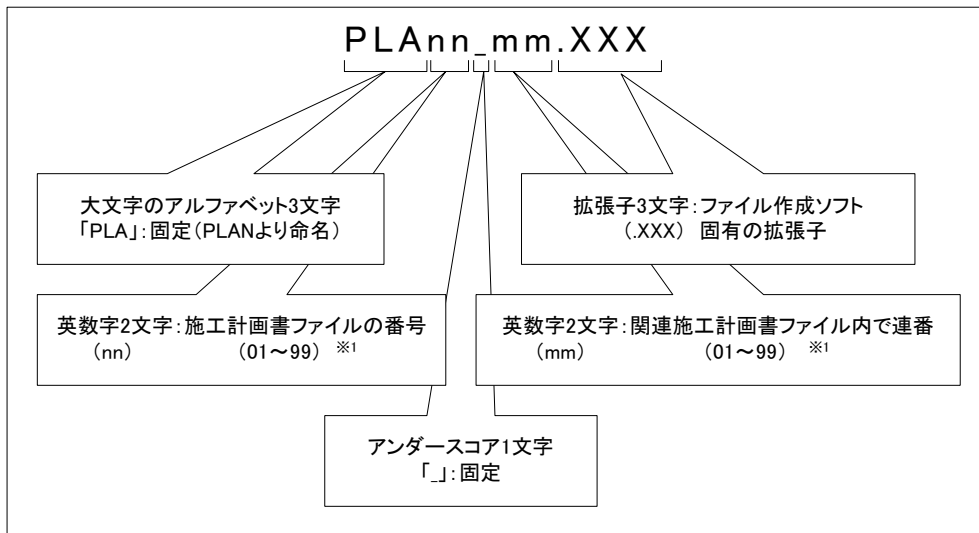 PLAnn_mm.XXX
大文字のアルファベット3文字
「PLA」:固定(PLANより命名)
拡張子3文字:ファイル作成ソフト
(.XXX) 固有の拡張子
英数字2文字:施工計画書ファイルの番号
(nn) (01～99) ※1
英数字2文字:関連施工計画書ファイル内で連番
(mm) (01～99) ※1
アンダースコア1文字
「_」:固定